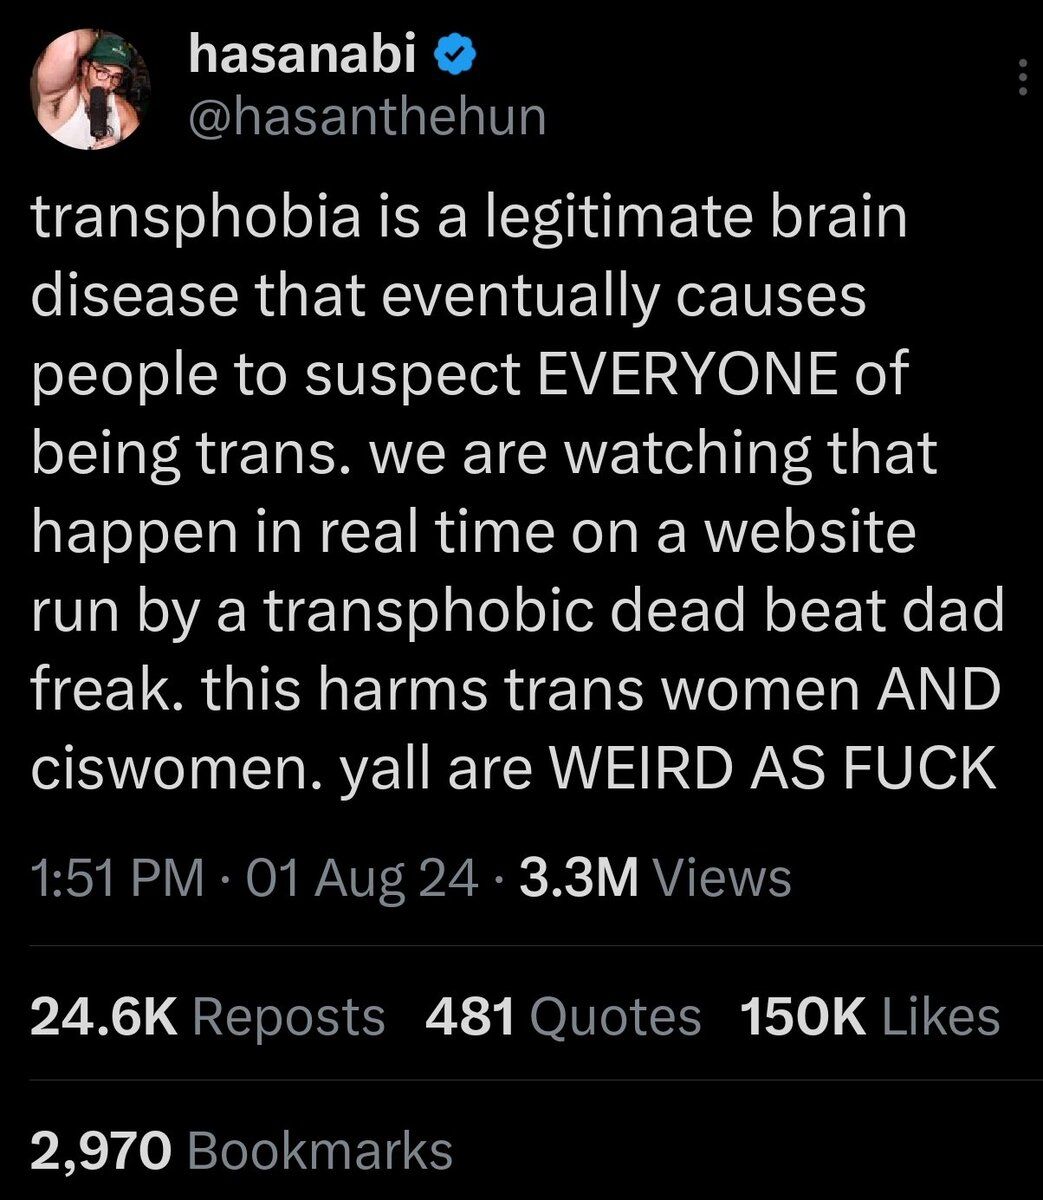 hasanabi
@hasanthehun
transphobia is a legitimate brain
disease that eventually causes
people to suspect EVERYONE of
being trans. we are watching that
happen in real time on a website
run by a transphobic dead beat dad
freak. this harms trans women AND
ciswomen. yall are WEIRD AS FUCK
1:51 PM · 01 Aug 24 · 3.3M Views
24.6K Reposts 481 Quotes 150K Likes
2,970 Bookmarks